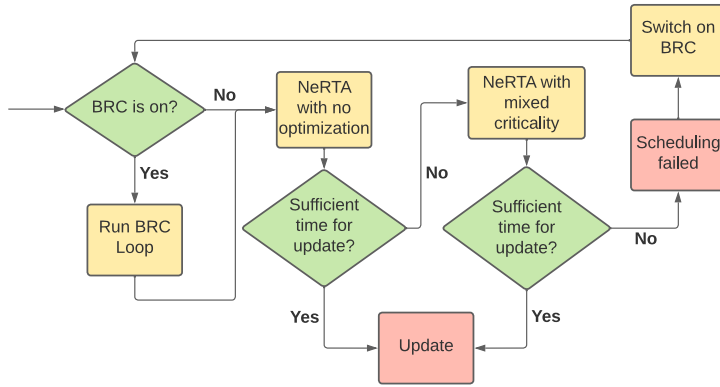 Switch on
BRC
BRC is on?
No
NeRTA
with no
optimization
NeRTA with
mixed
criticality
Scheduling
failed
Yes
No
Run BRC
Loop
Sufficient
time for
update?
Sufficient
time for
update?
No
Yes
Update
Yes